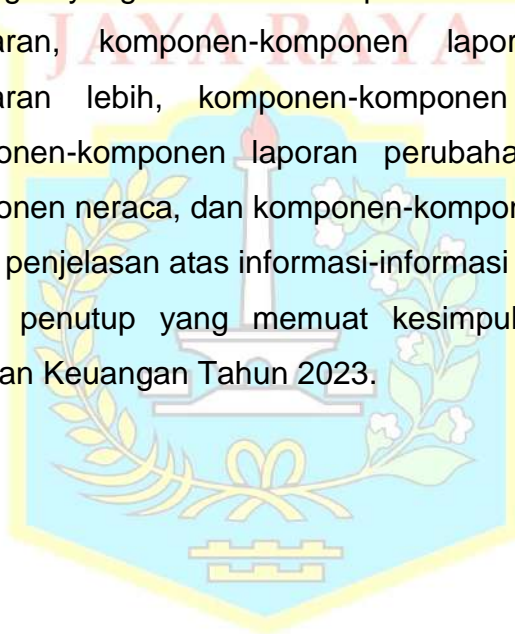 JAYA RAYA
aran, komponen-komponen lapor
aran lebih, komponen-komponen
onen-komponen laporan perubaha
onen neraca, dan komponen-kompon
penjelasan atas informasi-informasi
penutup yang memuat kesimpul
an Keuangan Tahun 2023.